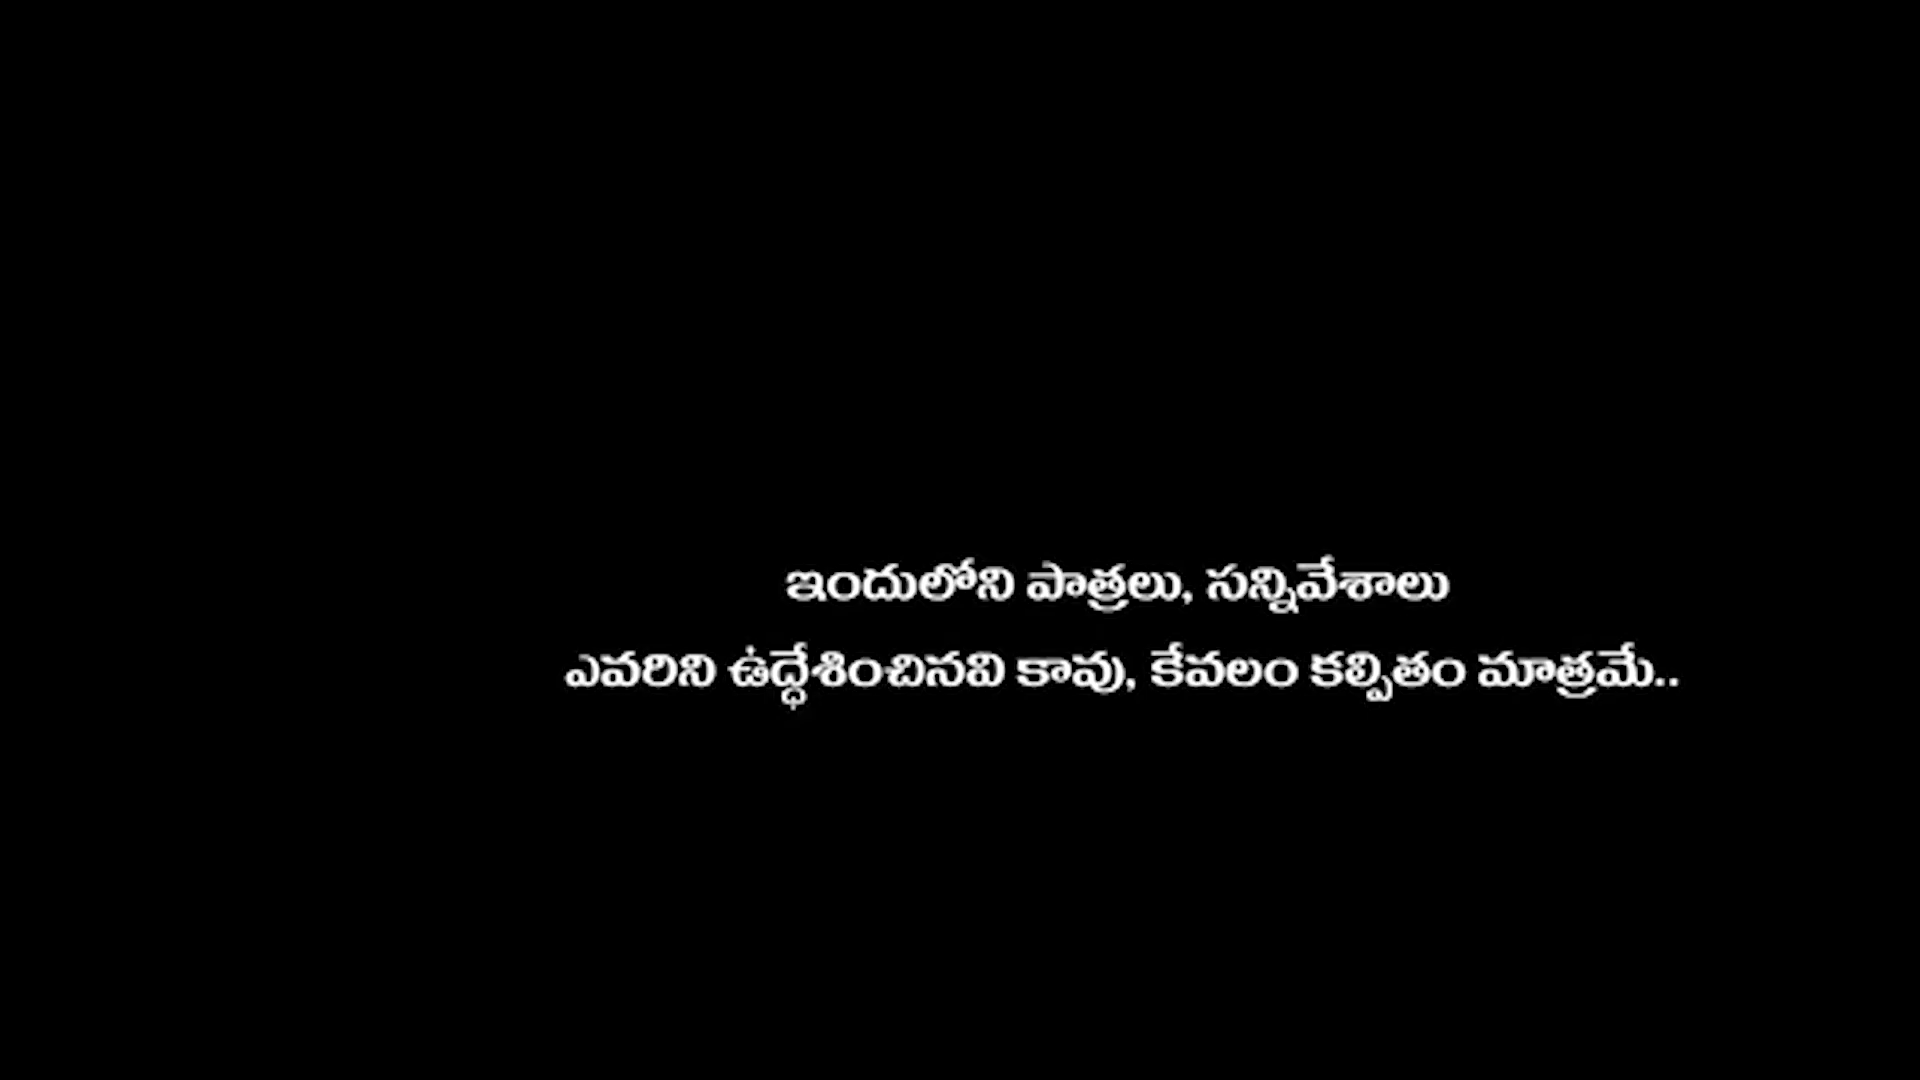 ఇందులోని పాత్రలు, సన్నివేశాలు
ఎవరిని ఉద్ధేశించినవి కావు, కేవలం కల్పితం మాత్రమే..